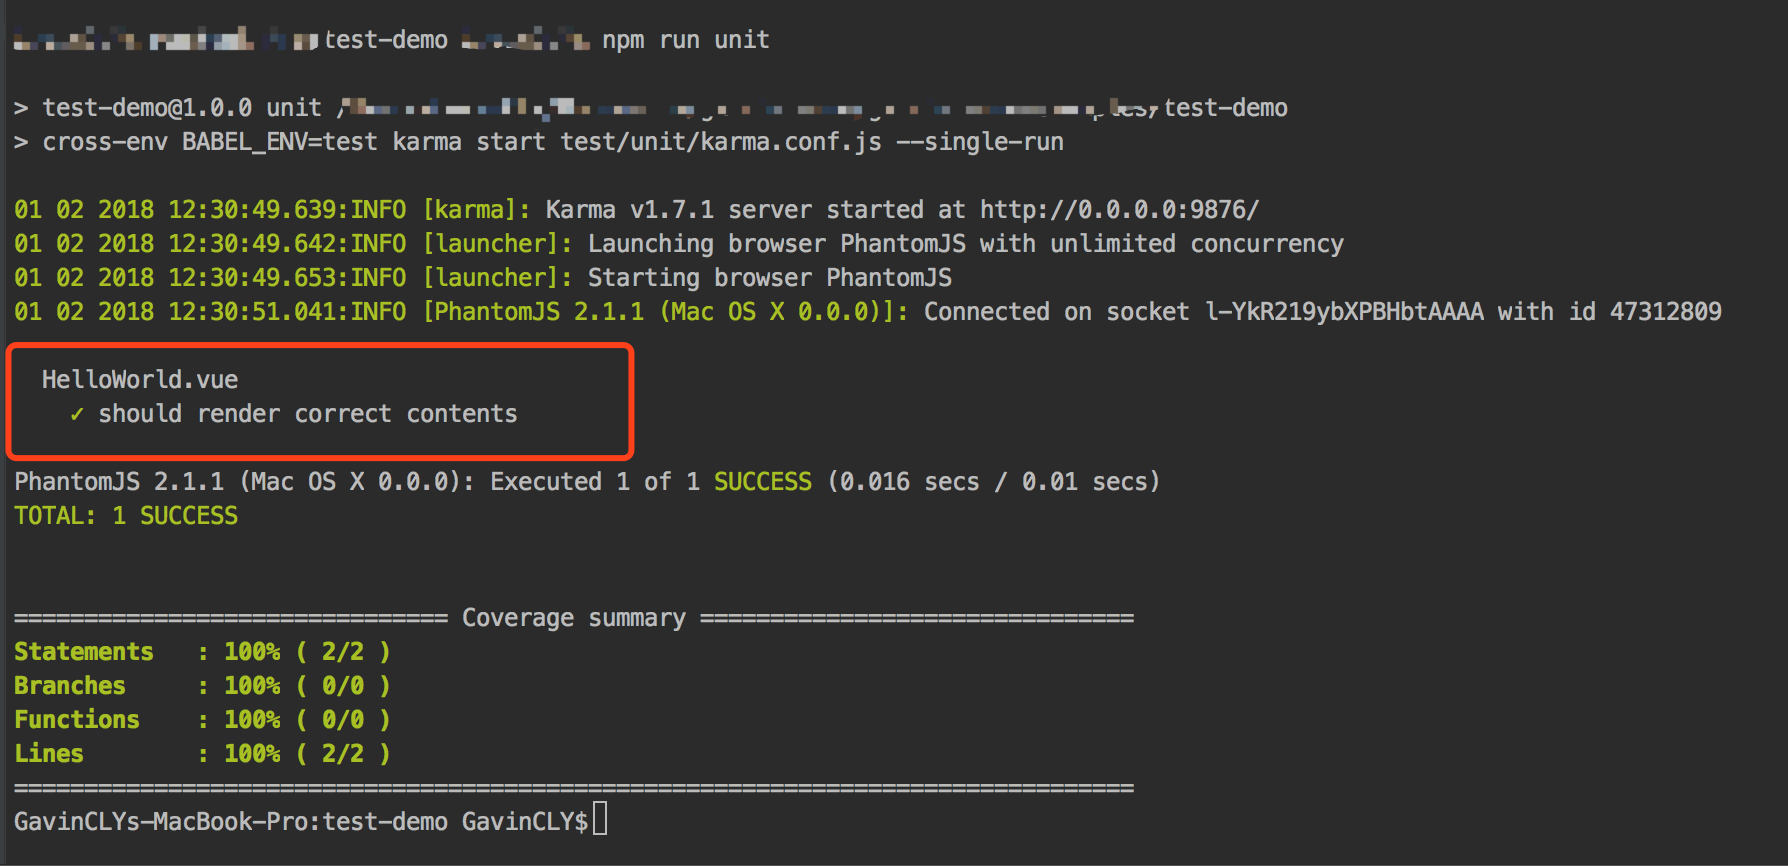 test-demo npm run unit
> test-demo@1.0.0 unit /test-demo
> cross-env BABEL_ENV=test karma start test/unit/karma.conf.js --single-run
01 02 2018 12:30:49.639:INFO [karma]: Karma v1.7.1 server started at http://0.0.0.0:9876/
01 02 2018 12:30:49.642:INFO [launcher]: Launching browser PhantomJS with unlimited concurrency
01 02 2018 12:30:49.653:INFO [launcher]: Starting browser PhantomJS
01 02 2018 12:30:51.041:INFO [PhantomJS 2.1.1 (Mac OS X 0.0.0)]: Connected on socket l-YkR219ybXPBHbtAAAA with id 47312809
HelloWorld.vue
✓ should render correct contents
PhantomJS 2.1.1 (Mac OS X 0.0.0): Executed 1 of 1 SUCCESS (0.016 secs / 0.01 secs)
TOTAL: 1 SUCCESS
=============================== Coverage summary ===============================
Statements   : 100% ( 2/2 )
Branches     : 100% ( 0/0 )
Functions    : 100% ( 0/0 )
Lines        : 100% ( 2/2 )
================================================================================
GavinCLYs-MacBook-Pro:test-demo GavinCLY$